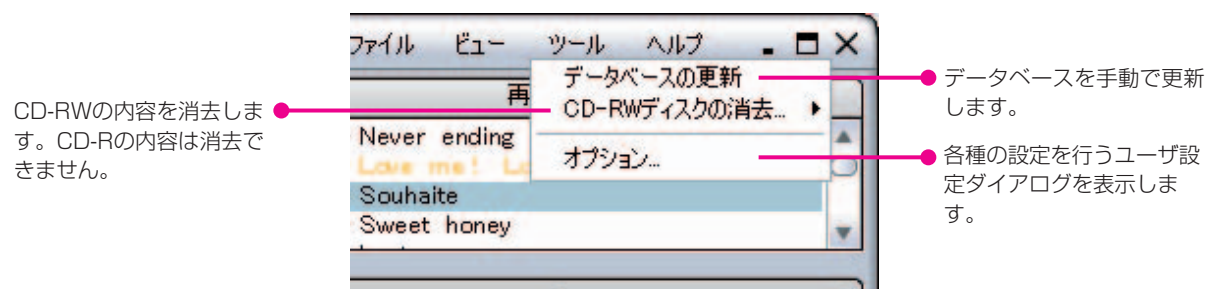 ファイル ビュー ツール ヘルプ
データベースの更新
CD-RWディスクの消去...
オプション...
再
Never ending
Love me! Lo
Souhaite
Sweet honey
CD-RWの内容を消去しま
す。CD-Rの内容は消去で
きません。
データベースを手動で更新
します。
各種の設定を行うユーザ設
定ダイアログを表示しま
す。